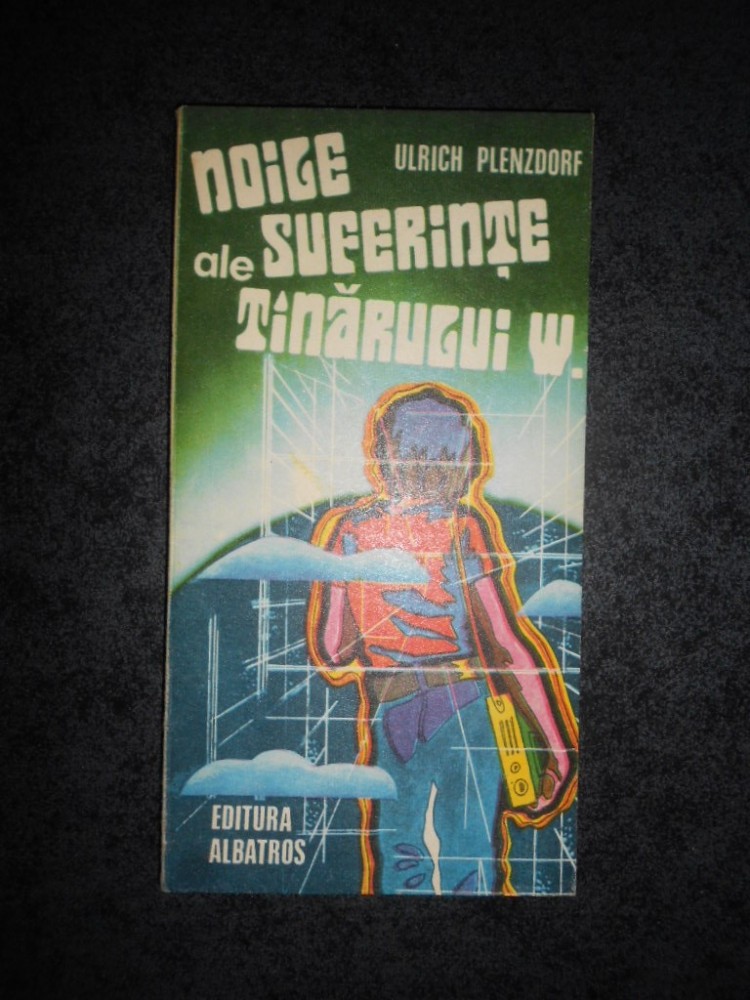 NOILE
ULRICH PLENZDORF
ale SUFERINȚE
TÎNĂRULUI W.
EDITURA
ALBATROS